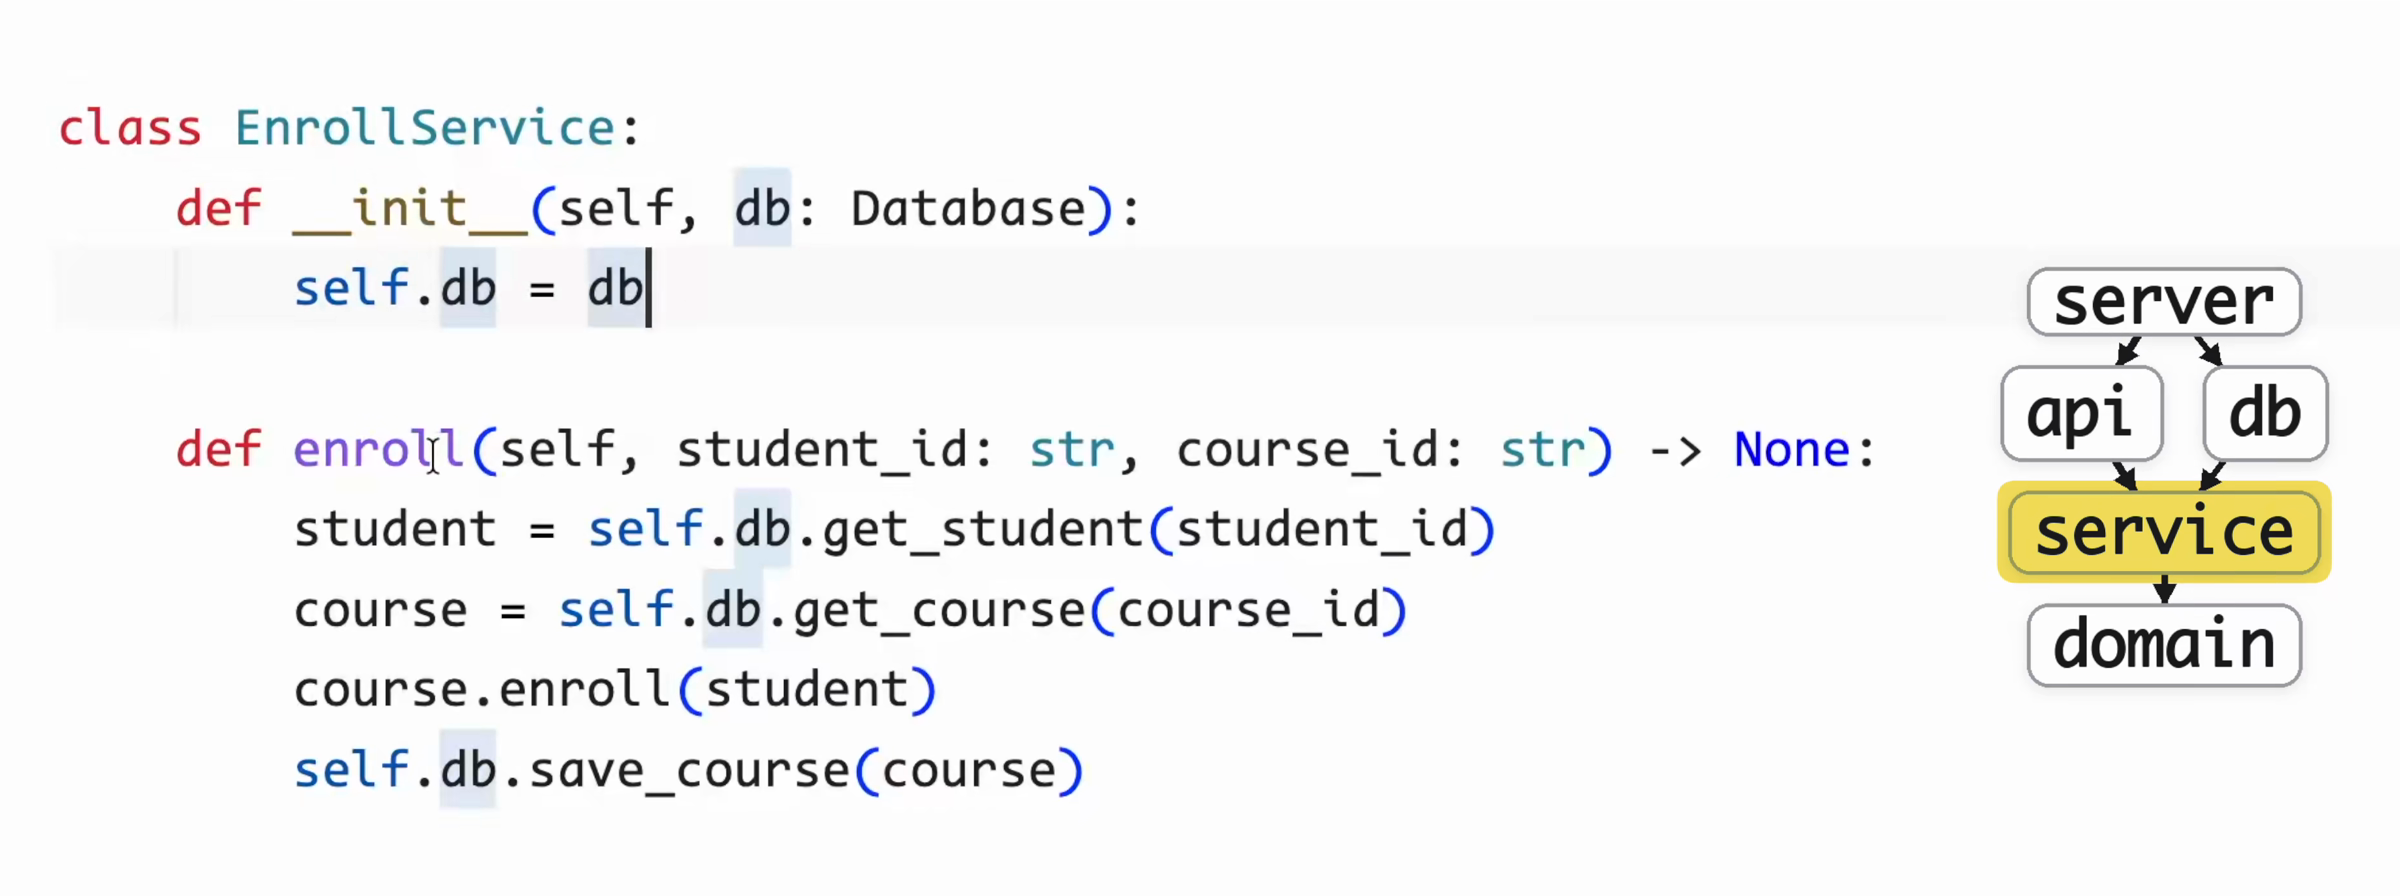 class EnrollService:
    def __init__(self, db: Database):
        self.db = db
    def enroll(self, student_id: str, course_id: str) -> None:
        student = self.db.get_student(student_id)
        course = self.db.get_course(course_id)
        course.enroll(student)
        self.db.save_course(course)
server
api db
service
domain